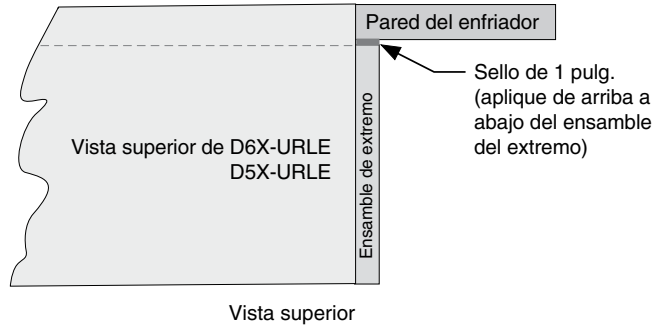 Pared del enfriador
Sello de 1 pulg.
(aplique de arriba a
abajo del ensamble
del extremo)
Vista superior de D6X-URLE
D5X-URLE
Ensamble de extremo
Vista superior